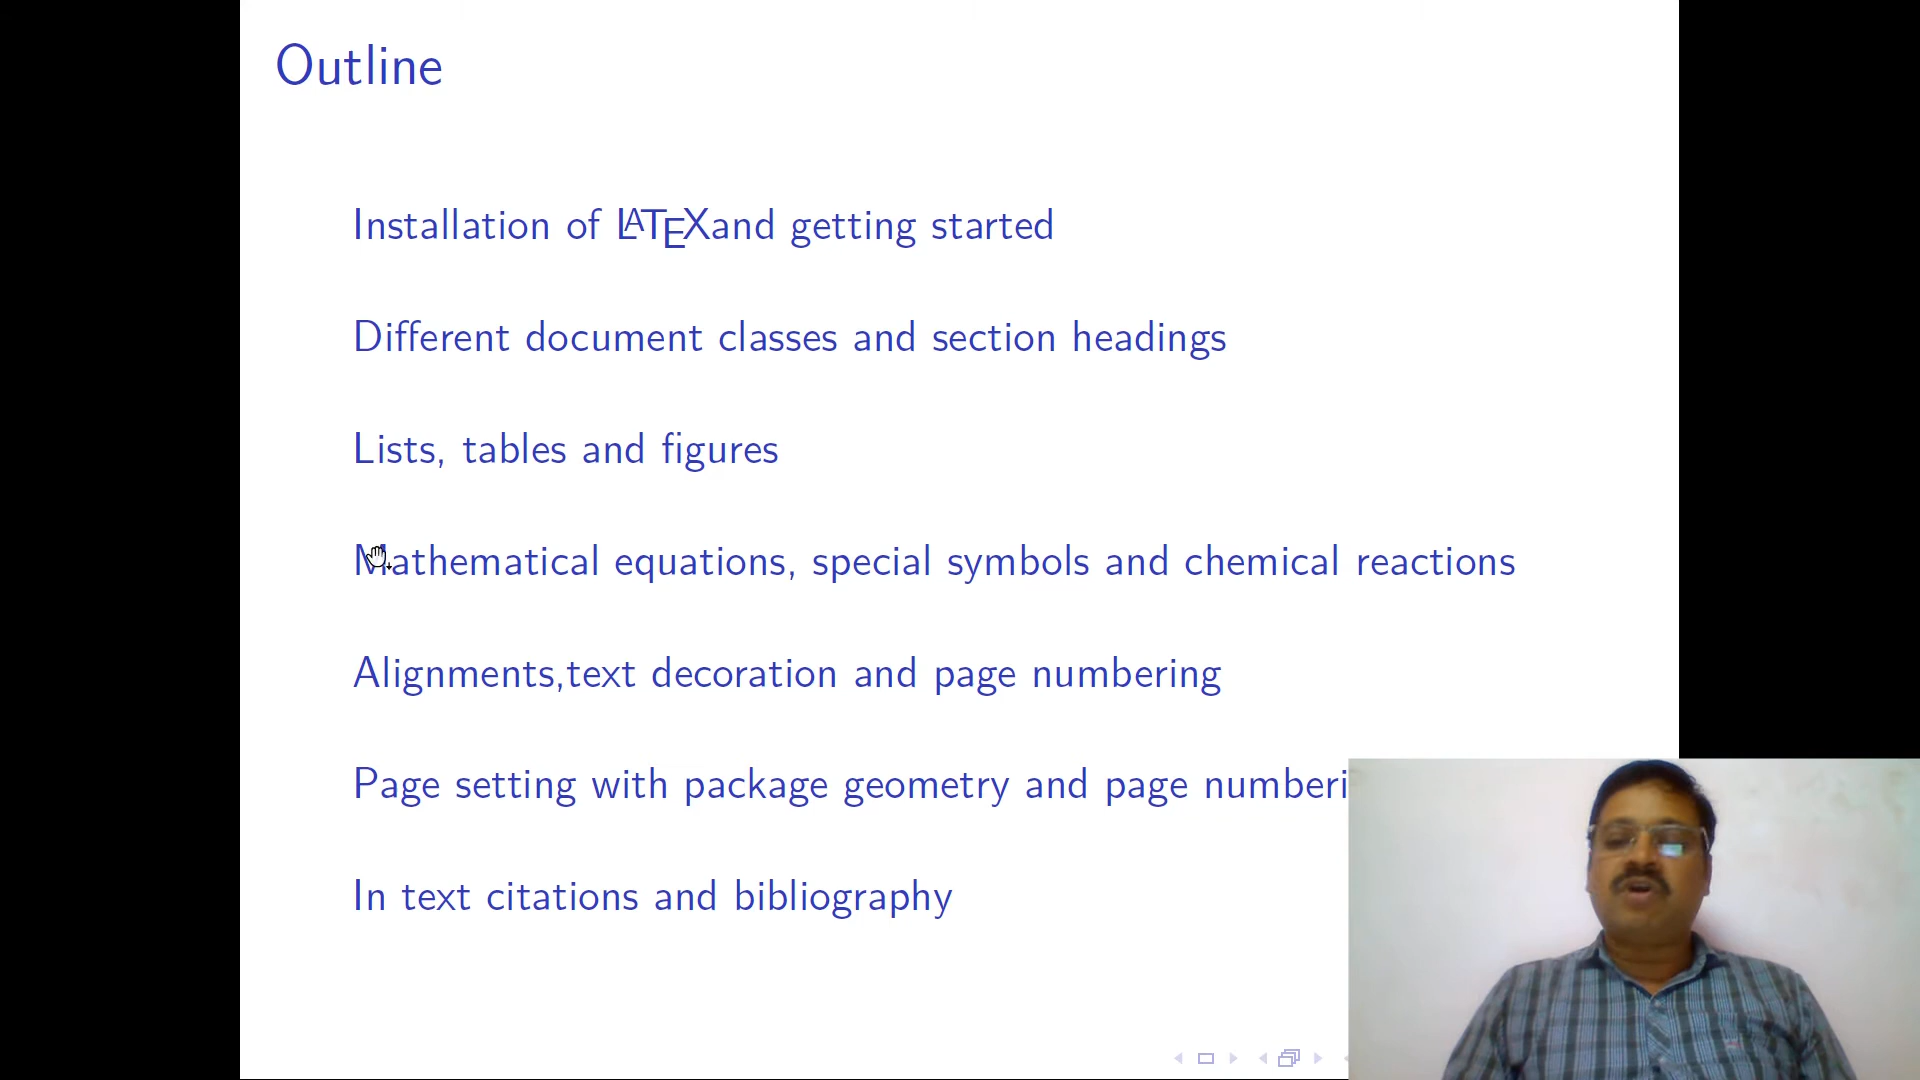 Outline
Installation of LATEXand getting started
Different document classes and section headings
Lists, tables and figures
Mathematical equations, special symbols and chemical reactions
Alignments,text decoration and page numbering
Page setting with package geometry and page numberi
In text citations and bibliography